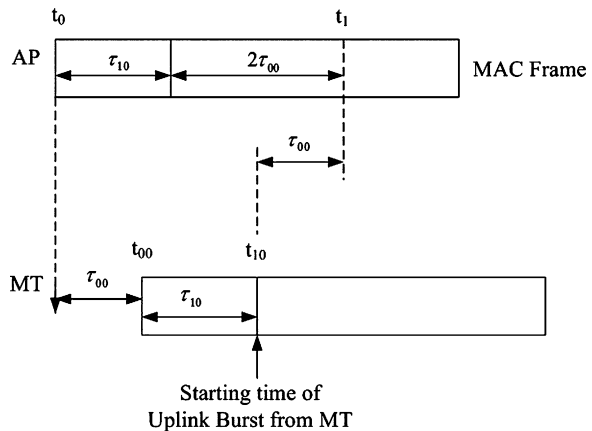 t0 t1
AP τ10 2τ00 MAC Frame
τ00
t00 t10
MT τ00 τ10
Starting time of
Uplink Burst from MT